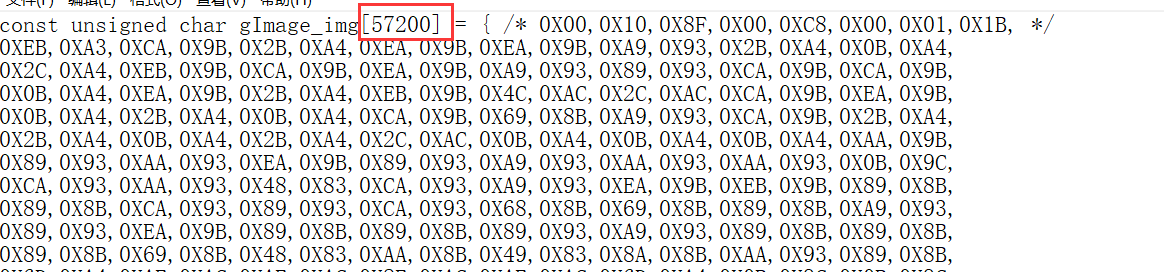 const unsigned char gImage_img[57200] = { /* 0X00,0X10,0X8F,0X00,0XC8,0X00,0X01,0X1B, */
0XEB,0XA3,0XCA,0X9B,0X2B,0XA4,0XEA,0X9B,0XEA,0X9B,0XA9,0X93,0X2B,0XA4,0X0B,0XA4,
0X2C,0XA4,0XEB,0X9B,0XCA,0X9B,0XEA,0X9B,0XA9,0X93,0X89,0X93,0XCA,0X9B,0XCA,0X9B,
0X0B,0XA4,0XEA,0X9B,0X2B,0XA4,0XEB,0X9B,0X4C,0XAC,0X2C,0XAC,0XCA,0X9B,0XEA,0X9B,
0X0B,0XA4,0X2B,0XA4,0X0B,0XA4,0XCA,0X9B,0X69,0X8B,0XA9,0X93,0XCA,0X9B,0X2B,0XA4,
0X2B,0XA4,0X0B,0XA4,0X2B,0XA4,0X2C,0XAC,0X0B,0XA4,0X0B,0XA4,0X0B,0XA4,0XAA,0X9B,
0X89,0X93,0XAA,0X93,0XEA,0X9B,0X89,0X93,0XA9,0X93,0XAA,0X93,0XAA,0X93,0X0B,0X9C,
0XCA,0X93,0XAA,0X93,0X48,0X83,0XCA,0X93,0XA9,0X93,0XEA,0X9B,0XEB,0X9B,0X89,0X8B,
0X89,0X8B,0XCA,0X93,0X89,0X93,0XCA,0X93,0X68,0X8B,0X69,0X8B,0X89,0X8B,0XA9,0X93,
0X89,0X93,0XEA,0X9B,0X89,0X8B,0X89,0X8B,0X89,0X93,0XA9,0X93,0X89,0X8B,0X89,0X8B,
0X89,0X8B,0X69,0X8B,0X48,0X83,0XAA,0X8B,0X49,0X83,0X8A,0X8B,0XAA,0X93,0X89,0X8B,